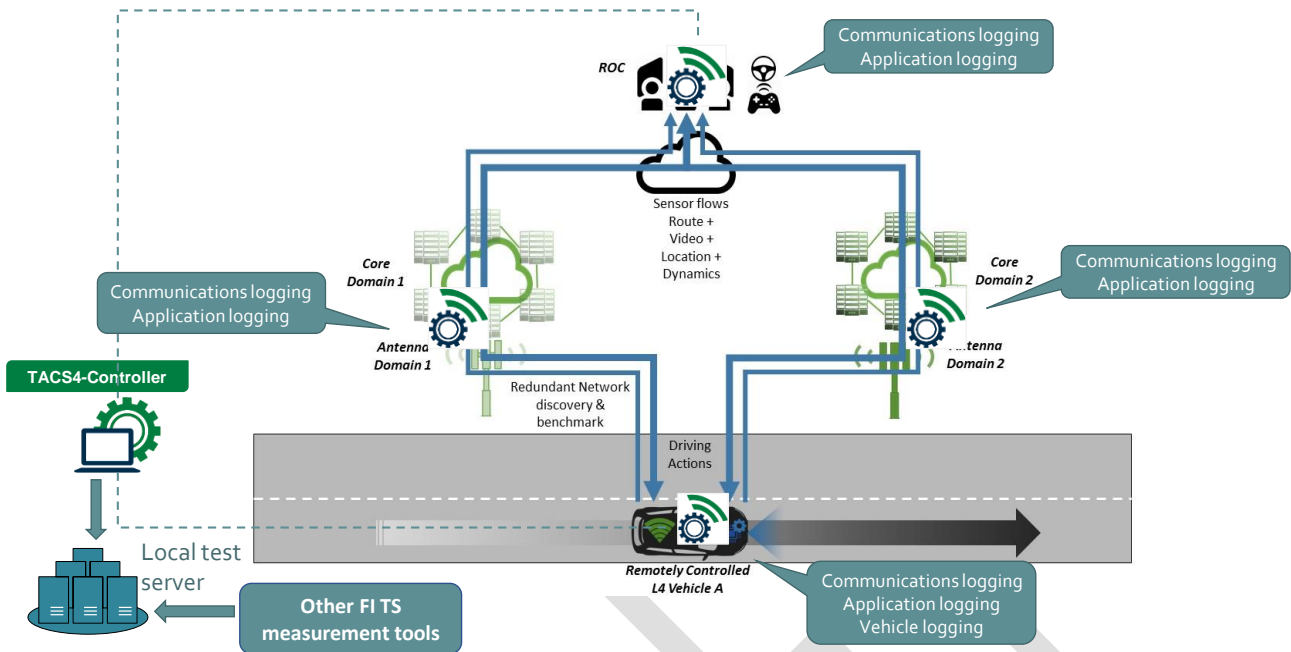 Communications logging
Application logging
ROC
Sensor flows
Route +
Video +
Location +
Dynamics
Core
Domain 1
Core
Domain 2
Communications logging
Application logging
Communications logging
Application logging
Antenna
Domain 1
Antenna
Domain 2
TACS4-Controller
Redundant Network
discovery &
benchmark
Driving
Actions
Local test
server
Remotely Controlled
L4 Vehicle A
Communications logging
Application logging
Vehicle logging
Other FI TS
measurement tools